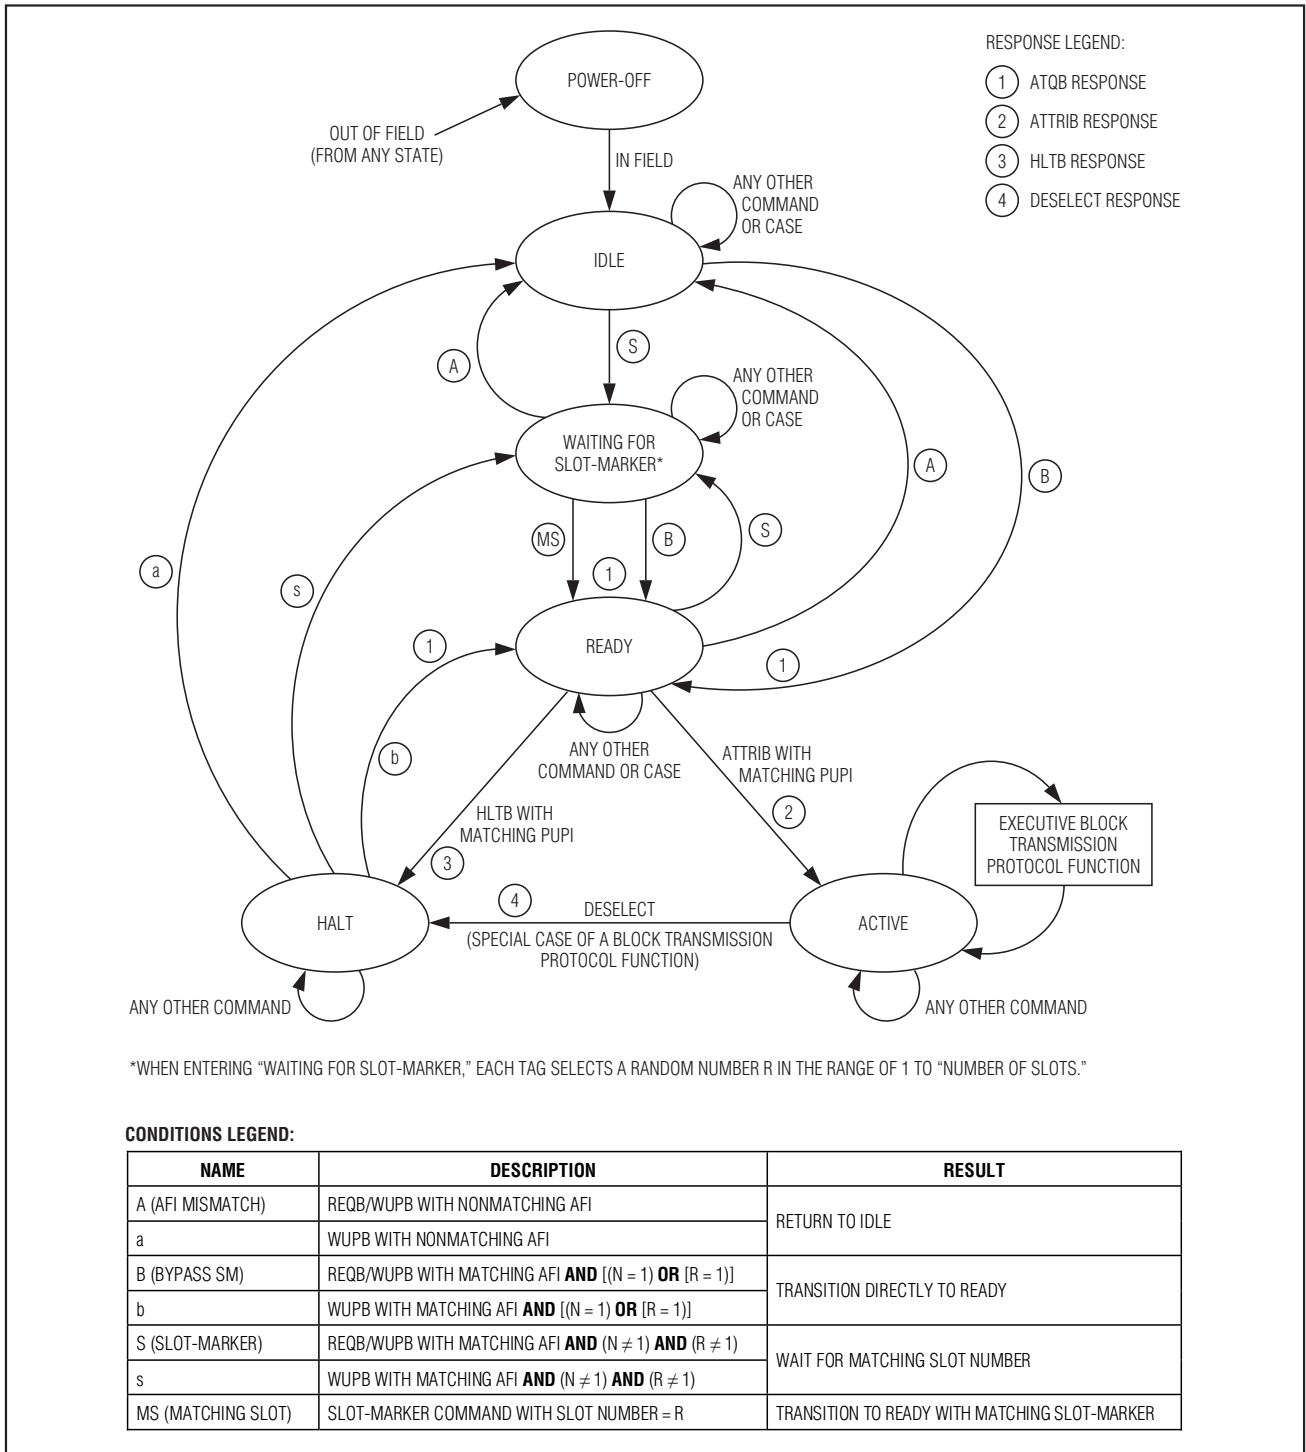 RESPONSE LEGEND:
1 ATQB RESPONSE
2 ATTRIB RESPONSE
3 HLTB RESPONSE
4 DESELECT RESPONSE
POWER-OFF
OUT OF FIELD
(FROM ANY STATE)
IN FIELD
ANY OTHER
COMMAND
OR CASE
IDLE
S
A
ANY OTHER
COMMAND
OR CASE
WAITING FOR
SLOT-MARKER*
A
B
MS
B
S
1
a
s
1
READY
1
b
ANY OTHER
COMMAND OR CASE
ATTRIB WITH
MATCHING PUPI
2
HLTB WITH
MATCHING PUPI
3
EXECUTIVE BLOCK
TRANSMISSION
PROTOCOL FUNCTION
4
DESELECT
(SPECIAL CASE OF A BLOCK TRANSMISSION
PROTOCOL FUNCTION)
HALT
ACTIVE
ANY OTHER COMMAND
ANY OTHER COMMAND
*WHEN ENTERING “WAITING FOR SLOT-MARKER,” EACH TAG SELECTS A RANDOM NUMBER R IN THE RANGE OF 1 TO “NUMBER OF SLOTS.”
CONDITIONS LEGEND:
NAME DESCRIPTION RESULT
A (AFI MISMATCH) REQB/WUPB WITH NONMATCHING AFI
RETURN TO IDLE
a WUPB WITH NONMATCHING AFI
B (BYPASS SM) REQB/WUPB WITH MATCHING AFI AND [(N = 1) OR [R = 1)]
TRANSITION DIRECTLY TO READY
b WUPB WITH MATCHING AFI AND [(N = 1) OR [R = 1)]
S (SLOT-MARKER) REQB/WUPB WITH MATCHING AFI AND (N ≠ 1) AND (R ≠ 1)
WAIT FOR MATCHING SLOT NUMBER
s WUPB WITH MATCHING AFI AND (N ≠ 1) AND (R ≠ 1)
MS (MATCHING SLOT) SLOT-MARKER COMMAND WITH SLOT NUMBER = R TRANSITION TO READY WITH MATCHING SLOT-MARKER